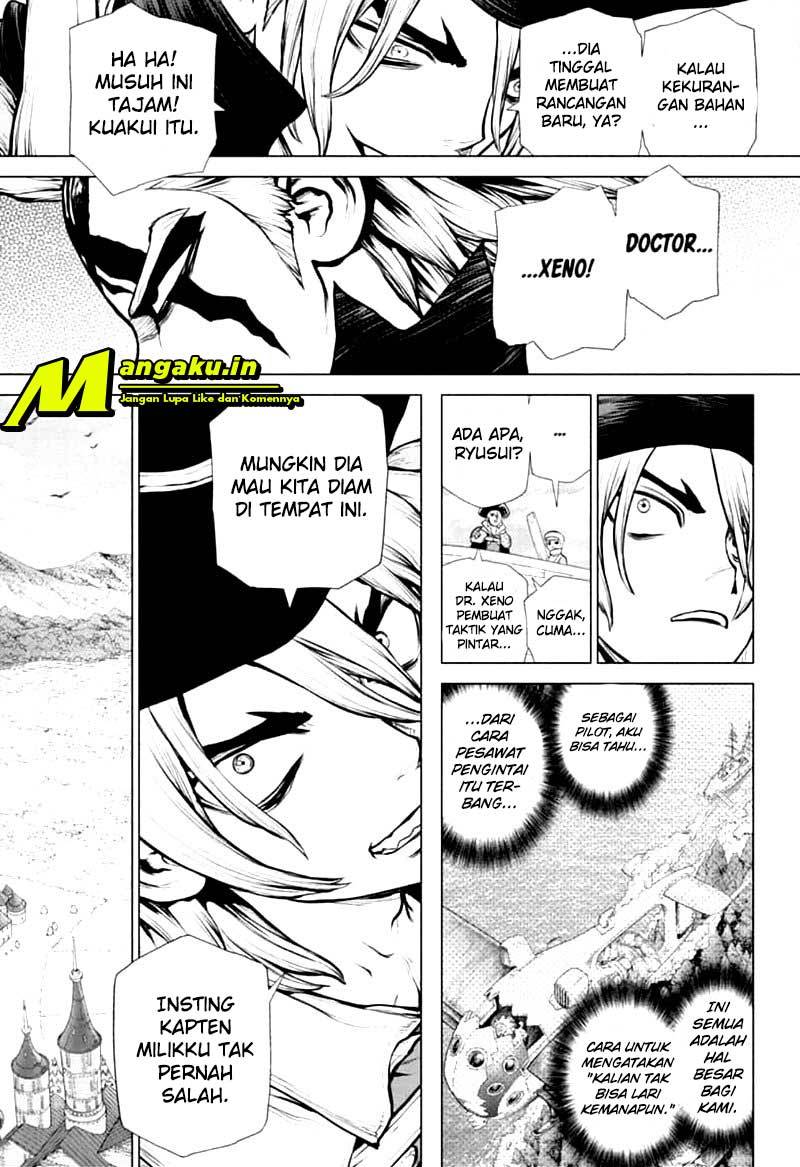 KALAU
KEKURAN-
GAN BAHAN
...
...DIA
TINGGAL
MEMBUAT
RANCANGAN
BARU, YA?
HA HA!
MUSUH INI
TAJAM!
KUAKUI ITU.
DOCTOR...
...XENO!
Mangaku.in
Jangan Lupa Like dan Komennya
...
ADA APA,
RYUSUI?
NGGAK,
CUMA...
KALAU
DR. XENO
PEMBUAT
TAKTIK YANG
PINTAR...
SEBAGAI
PILOT, AKU
BISA TAHU...
...DARI
CARA
PESAWAT
PENGINTAI
ITU TER-
BANG...
INI
SEMUA
ADALAH
HAL
BESAR
BAGI
KAMI.
CARA UNTUK
MENGATAKAN
"KALIAN TAK
BISA LARI
KEMANAPUN."
MUNGKIN DIA
MAU KITA DIAM
DI TEMPAT INI.
INSTING
KAPTEN
MILIKKU TAK
PERNAH
SALAH.